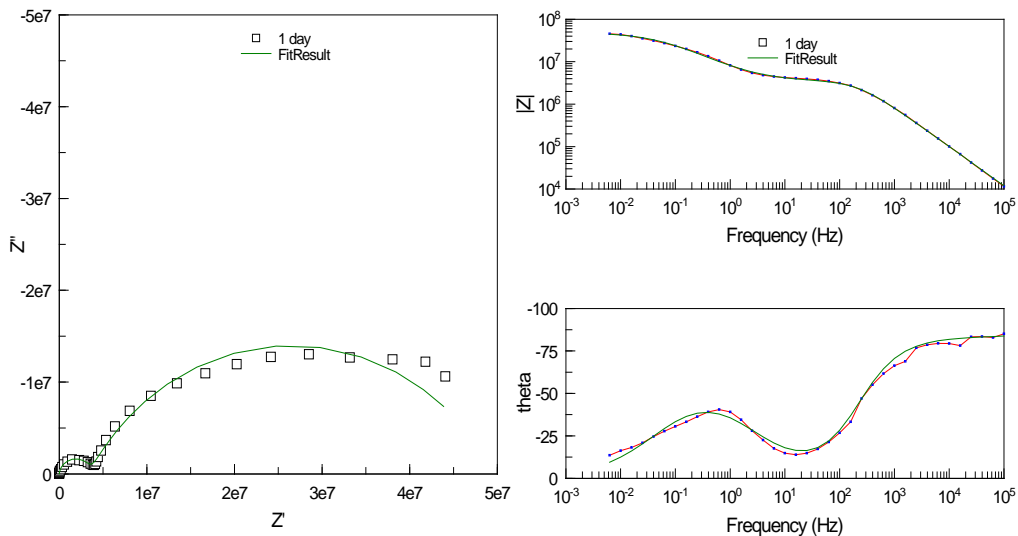 -5e7
-4e7
-3e7
-2e7
-1e7
0
Z''
0
1e7
2e7
3e7
4e7
5e7
Z'
1 day
FitResult
10^8
10^7
10^6
10^5
10^4
|Z|
10^-3
10^-2
10^-1
10^0
10^1
10^2
10^3
10^4
10^5
Frequency (Hz)
1 day
FitResult
-100
-75
-50
-25
0
theta
10^-3
10^-2
10^-1
10^0
10^1
10^2
10^3
10^4
10^5
Frequency (Hz)